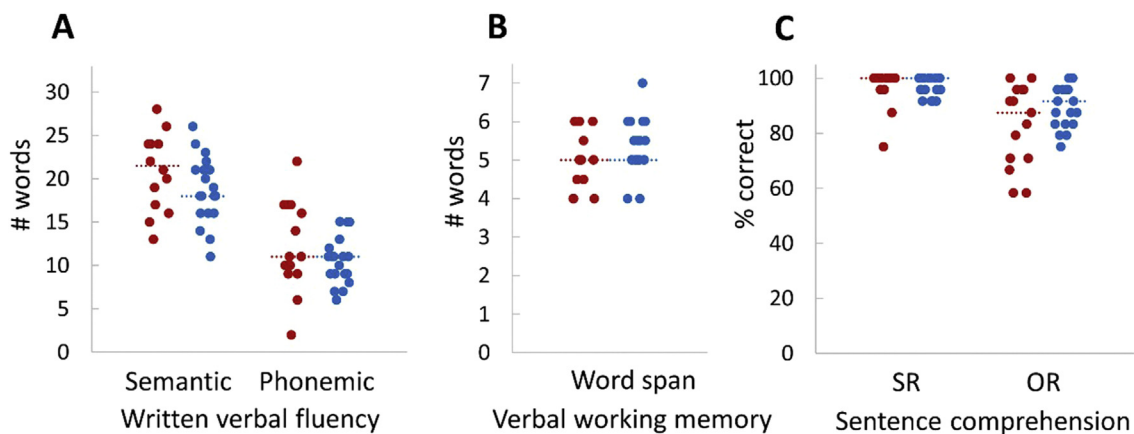 A
# words
30
25
20
15
10
5
0
Semantic Phonemic
Written verbal fluency
B
# words
7
6
5
4
3
2
1
0
Word span
Verbal working memory
C
% correct
100
80
60
40
20
0
SR OR
Sentence comprehension